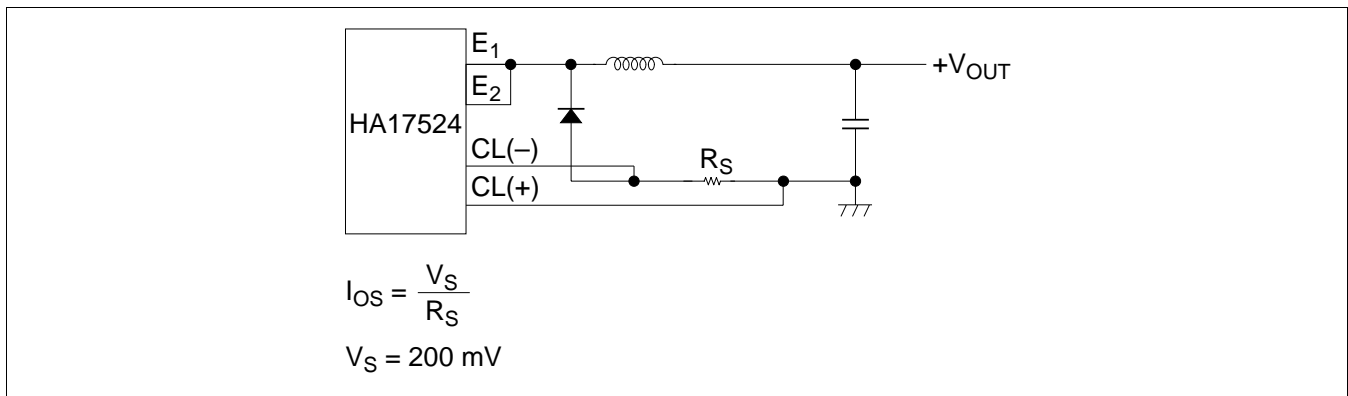 E1
E2
HA17524
CL(–)
CL(+)
RS
+VOUT
IOS = VS / RS
VS = 200 mV